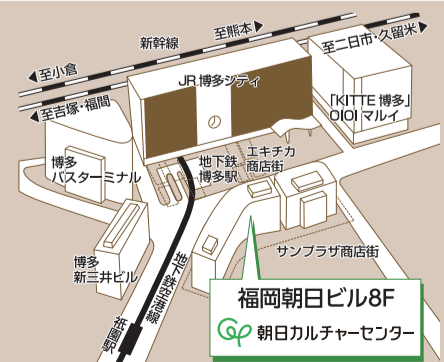 新幹線
至熊本
至二日市・久留米
至小倉
JR博多シティ
至吉塚・福間
「KITTE 博多」
OIOI マルイ
エキチカ
商店街
地下鉄
博多駅
博多
バスターミナル
サンプラザ商店街
博多
新三井ビル
地下鉄空港線
祇園駅
福岡朝日ビル8F
朝日カルチャーセンター